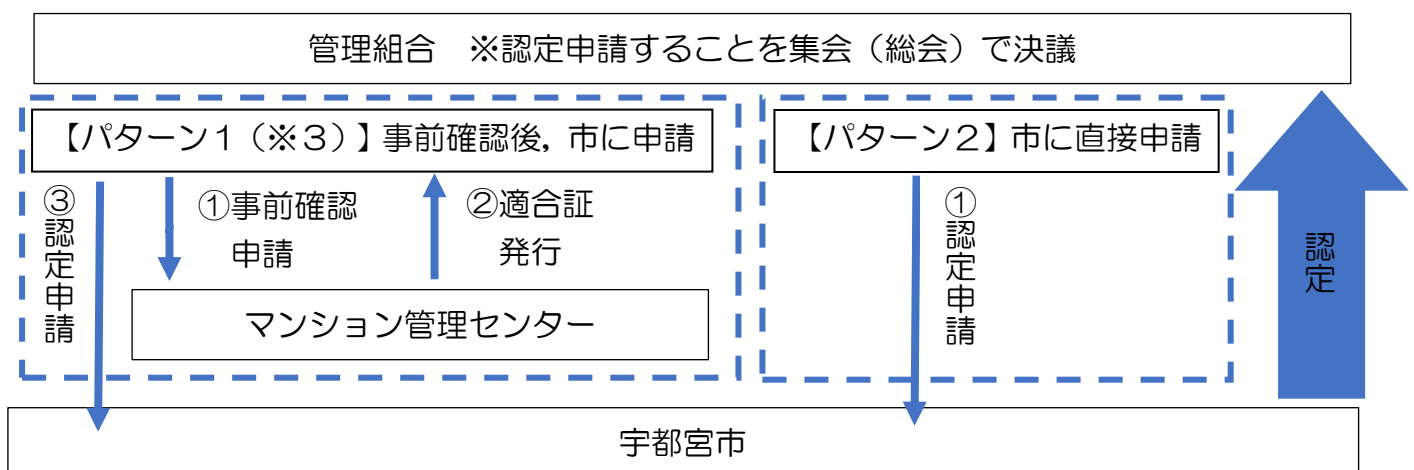 管理組合　※認定申請することを集会（総会）で決議
【パターン１（※３）】事前確認後，市に申請
【パターン２】市に直接申請
③認定申請
①事前確認
申請
②適合証
発行
①認定申請
認定
マンション管理センター
宇都宮市